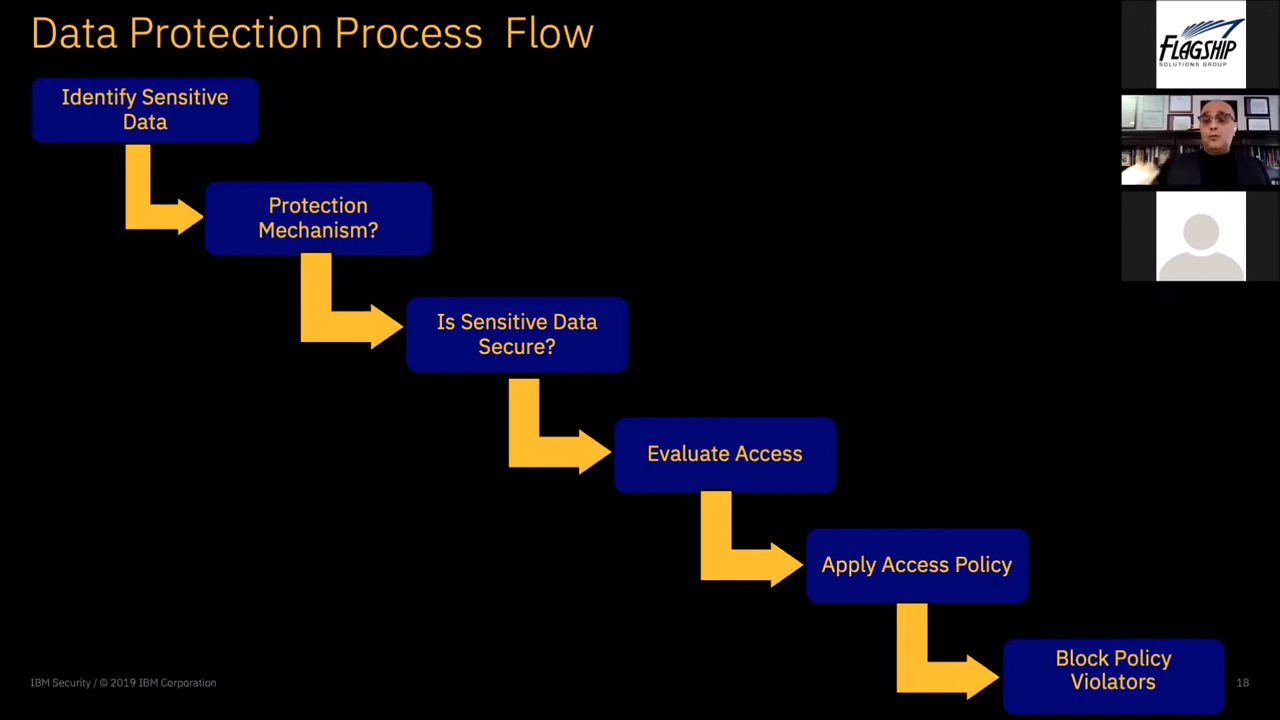 Data Protection Process Flow
Identify Sensitive
Data
Protection
Mechanism?
Is Sensitive Data
Secure?
Evaluate Access
Apply Access Policy
Block Policy
Violators
IBM Security / © 2019 IBM Corporation
18
FLAGSHIP
SOLUTIONS GROUP